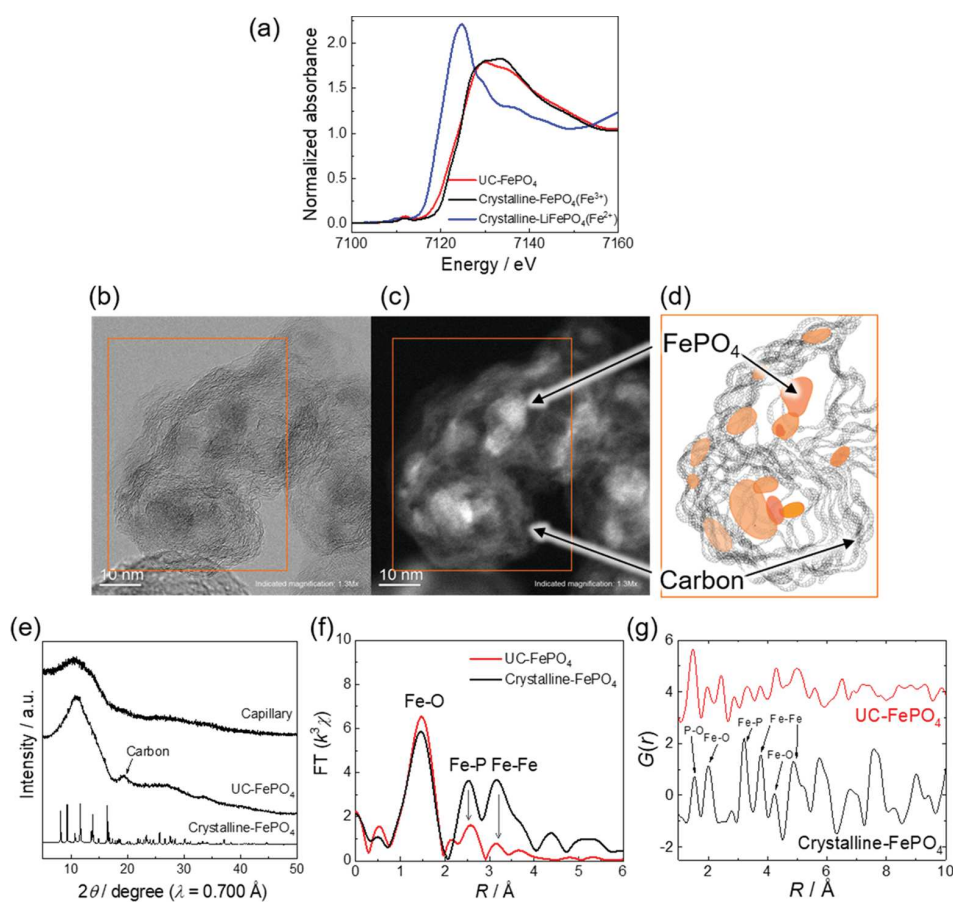 (a)
Normalized absorbance
2.0
1.5
1.0
0.5
0.0
UC-FePO₄
Crystalline-FePO₄(Fe³⁺)
Crystalline-LiFePO₄(Fe²⁺)
7100 7120 7140 7160
Energy / eV
(b)
(c)
(d)
FePO₄
Carbon
10 nm
Indicated magnification: 1.3Mx
10 nm
Indicated magnification: 1.3Mx
(e)
Intensity / a.u.
Capillary
Carbon
UC-FePO₄
Crystalline-FePO₄
10 20 30 40 50
2θ / degree (λ = 0.700 Å)
(f)
FT (k³ χ)
10
8
6
4
2
0
UC-FePO₄
Crystalline-FePO₄
Fe-O
Fe-P
Fe-Fe
0 1 2 3 4 5 6
R / Å
(g)
G(r)
6
4
2
0
-2
UC-FePO₄
P-O
Fe-O
Fe-P
Fe-Fe
Fe-O
Crystalline-FePO₄
2 4 6 8 10
R / Å